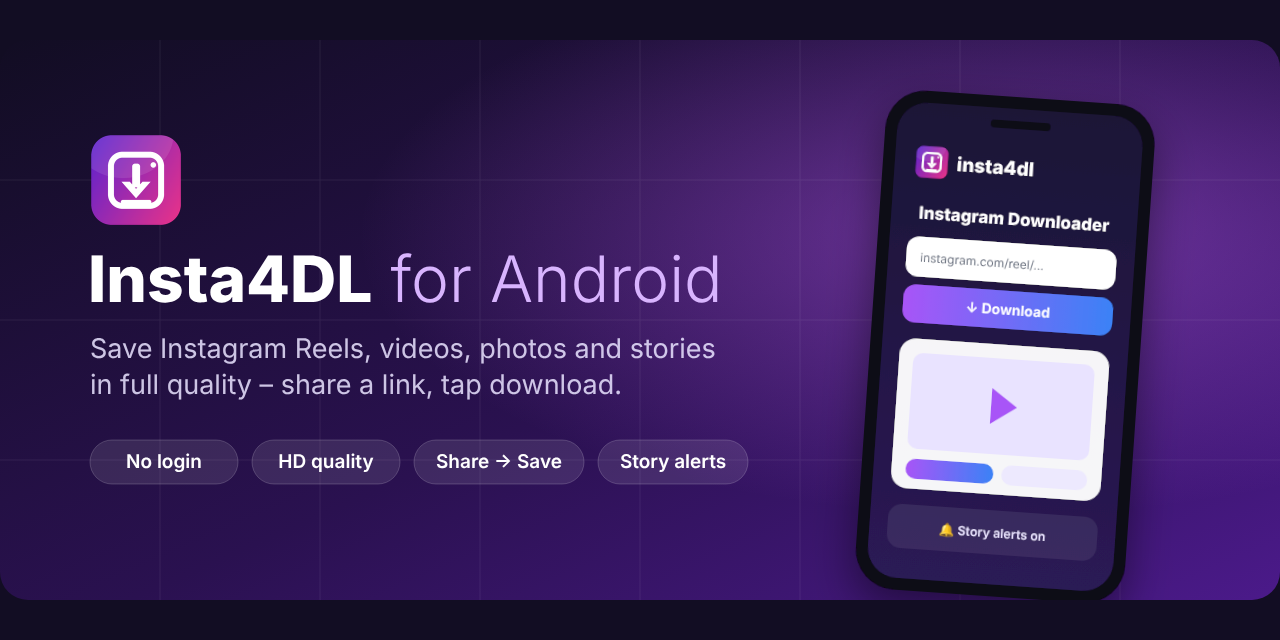 Insta4DL for Android
Save Instagram Reels, videos, photos and stories
in full quality – share a link, tap download.
No login
HD quality
Share → Save
Story alerts
insta4dl
Instagram Downloader
instagram.com/reel/...
↓ Download
🔔 Story alerts on